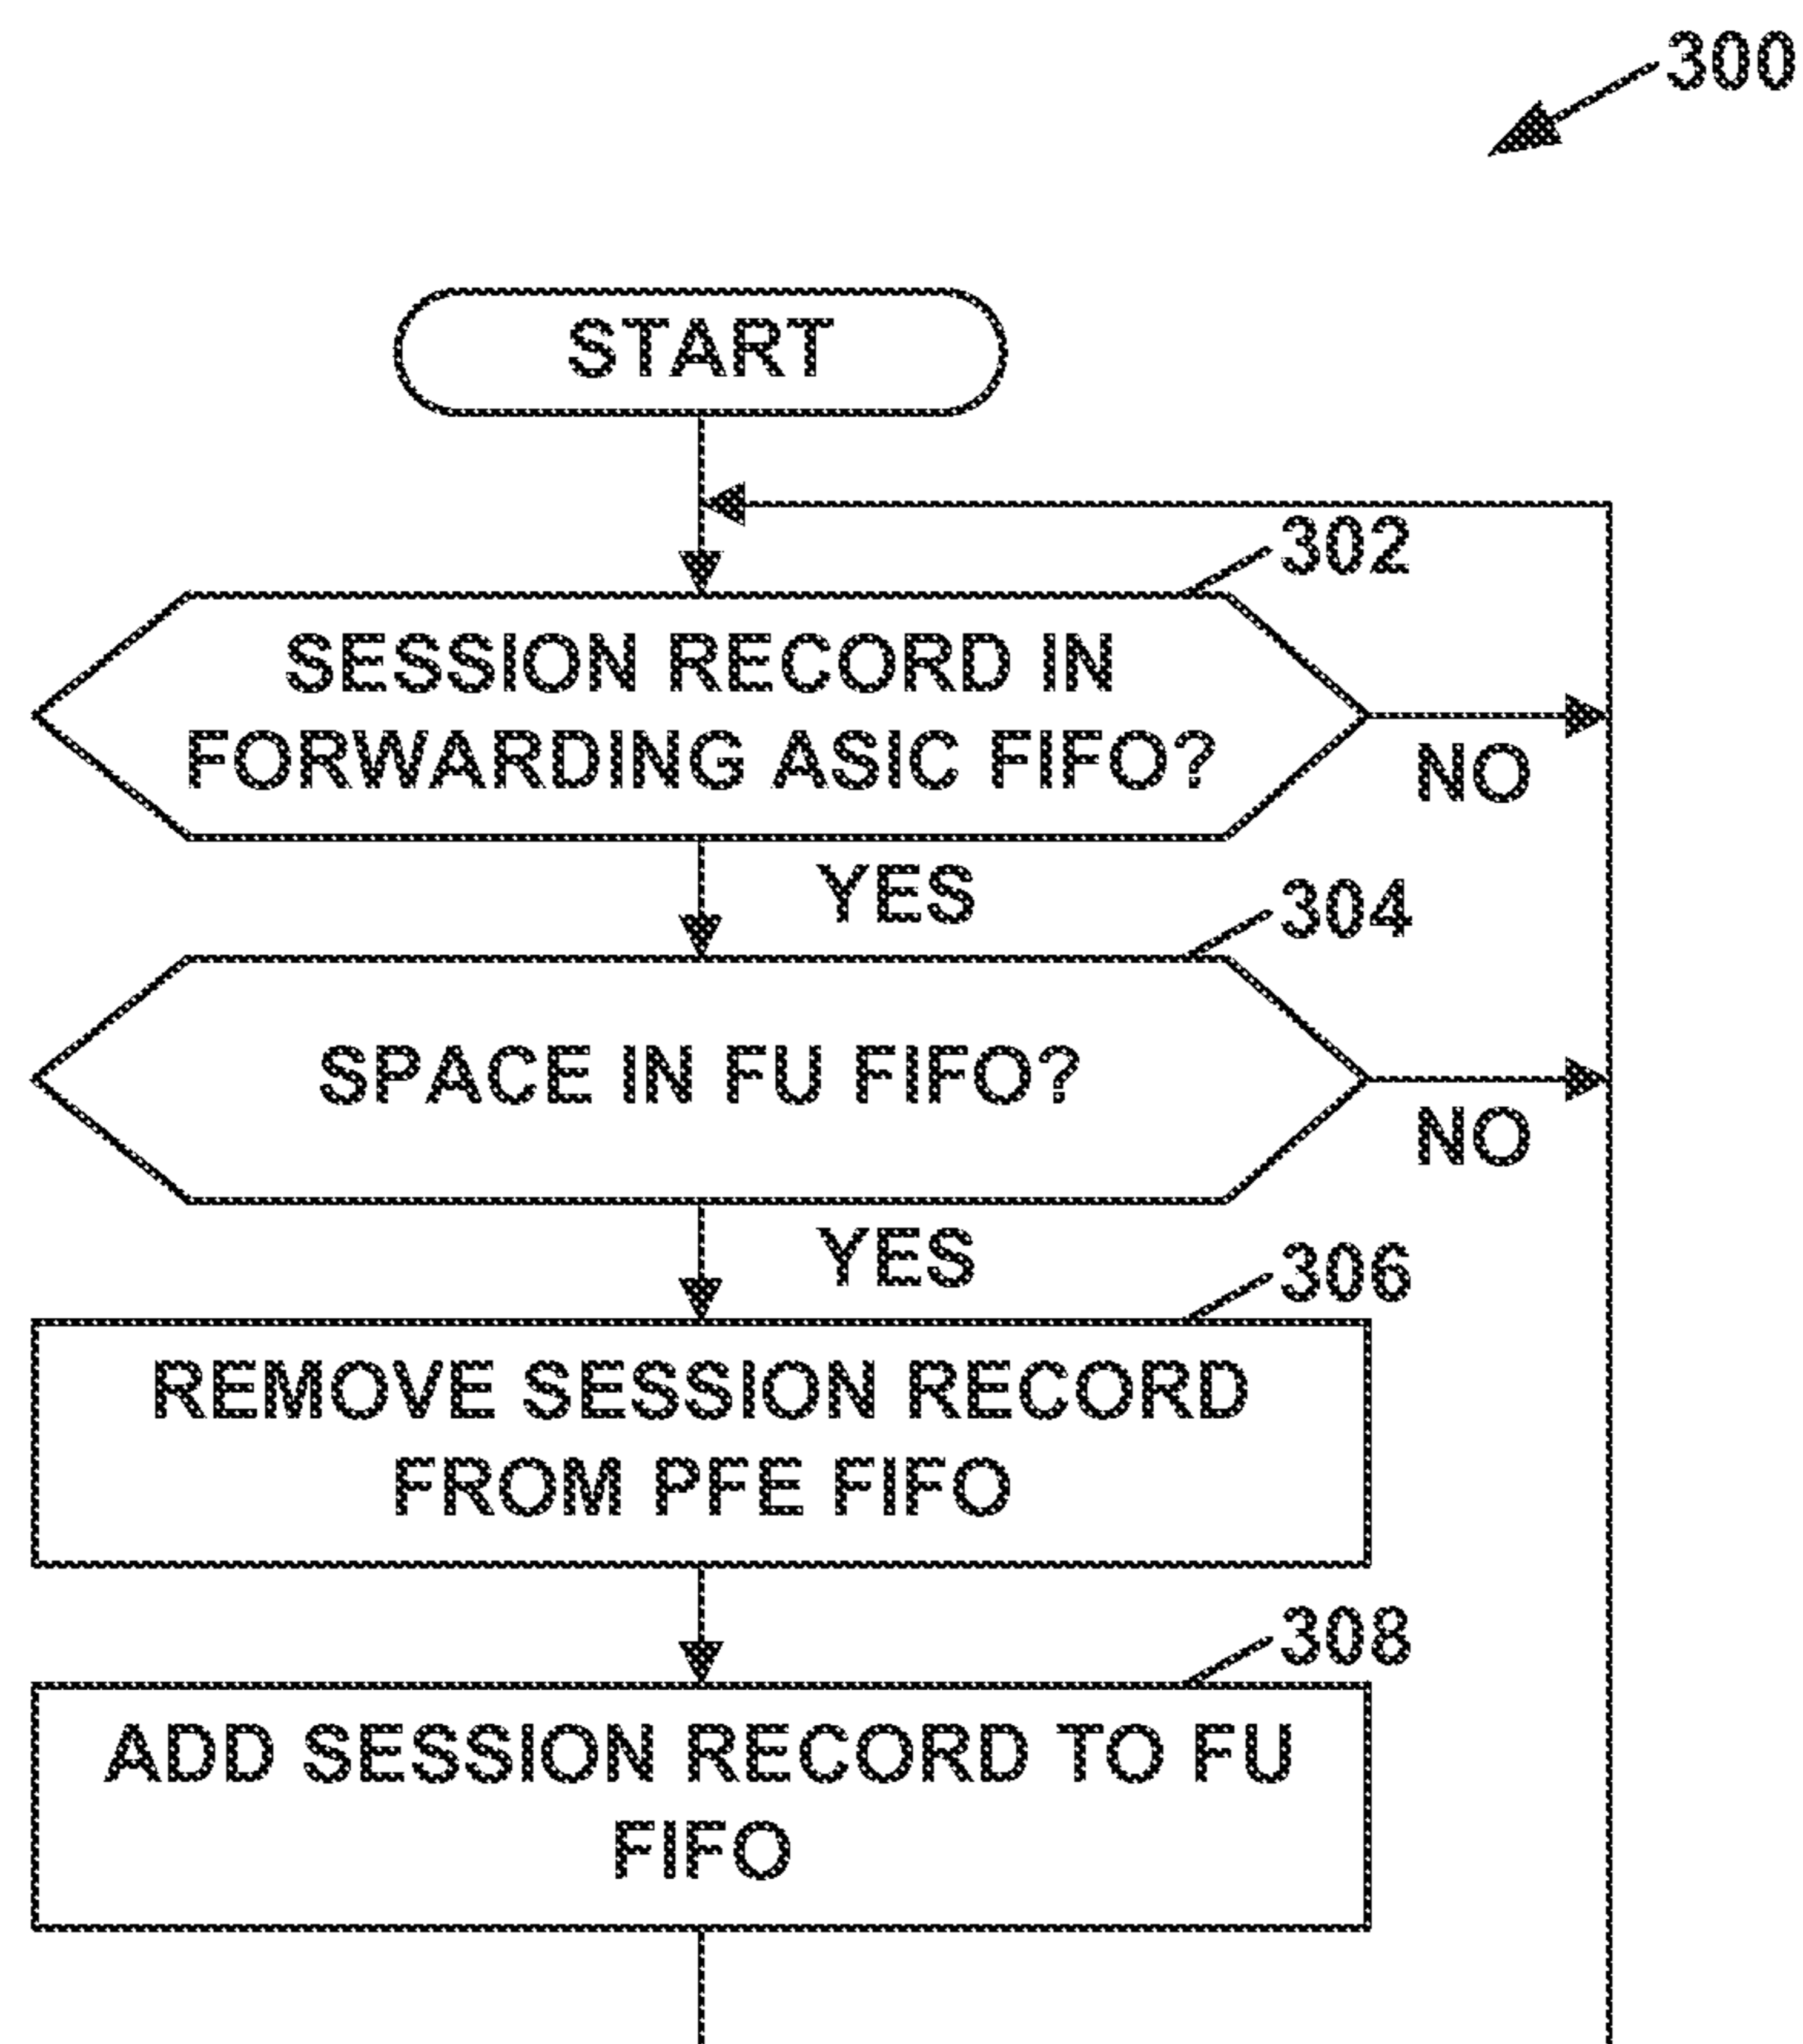 300
START
302
SESSION RECORD IN
FORWARDING ASIC FIFO?
NO
YES
304
SPACE IN FU FIFO?
NO
YES
306
REMOVE SESSION RECORD
FROM PFE FIFO
308
ADD SESSION RECORD TO FU
FIFO